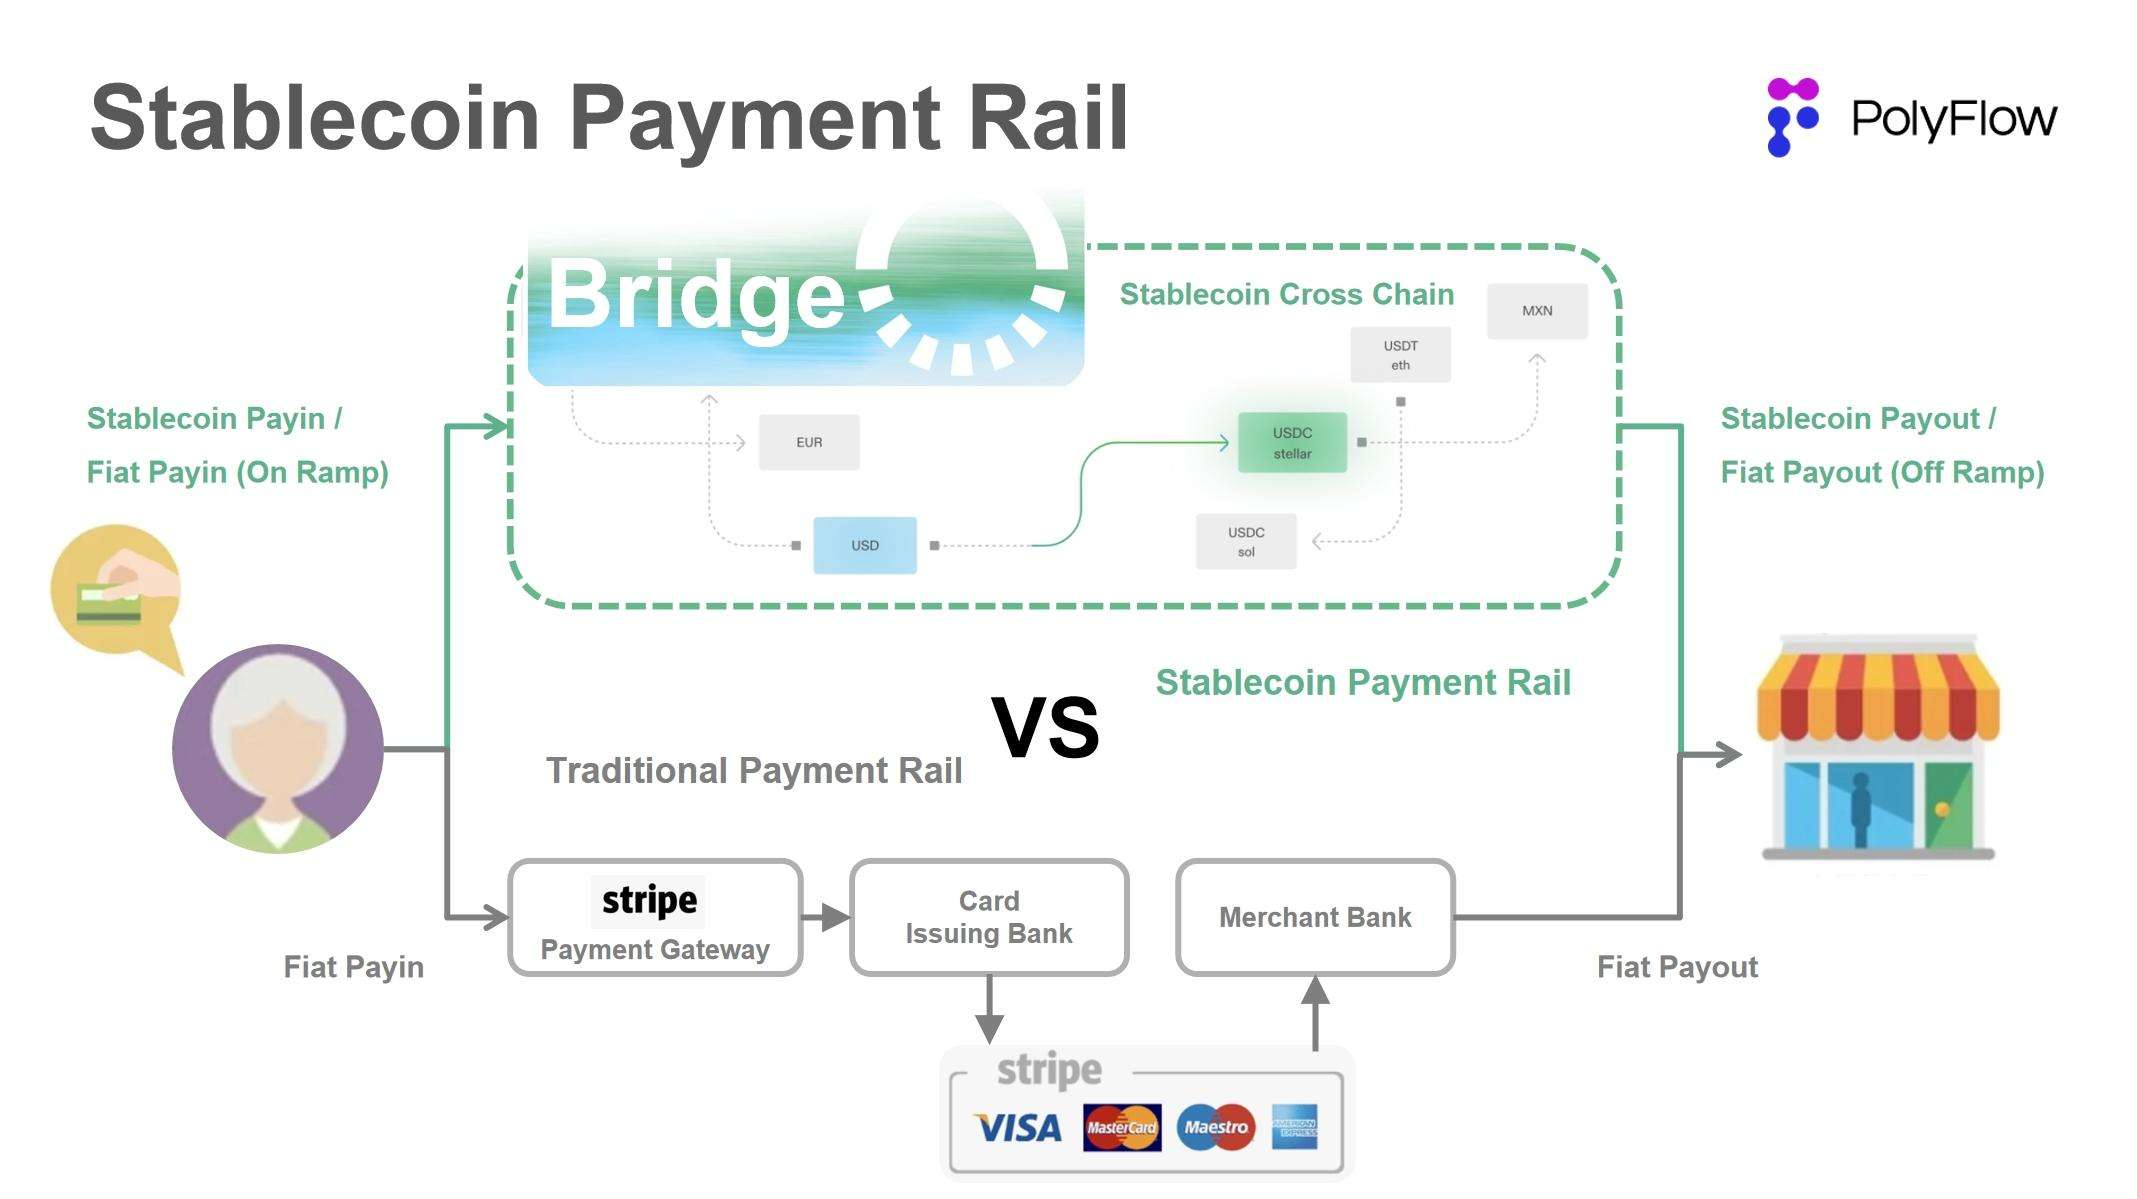 Stablecoin Payment Rail
PolyFlow
Bridge
Stablecoin Cross Chain
MXN
USDT
eth
EUR
USDC
stellar
USD
USDC
sol
Stablecoin Payin /
Fiat Payin (On Ramp)
Stablecoin Payout /
Fiat Payout (Off Ramp)
Stablecoin Payment Rail
VS
Traditional Payment Rail
stripe
Payment Gateway
Card
Issuing Bank
Merchant Bank
Fiat Payin
Fiat Payout
stripe
VISA
MasterCard
Maestro
AMERICAN
EXPRESS